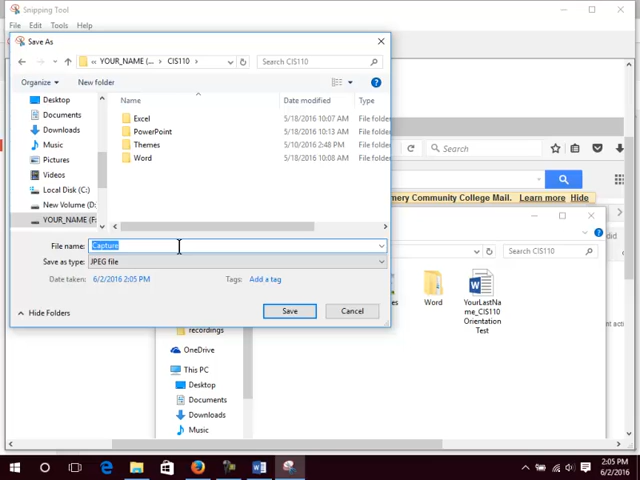 Snipping Tool
File Edit Tools Help
Save As
« YOUR_NAME (... › CIS110 ›
Search CIS110
Organize
New folder
Name
Date modified
Type
Desktop
Documents
Downloads
Music
Pictures
Videos
Local Disk (C:)
New Volume (D:
YOUR_NAME (F:
Excel 5/18/2016 10:07 AM File folder
PowerPoint 5/18/2016 10:13 AM File folder
Themes 5/10/2016 2:48 PM File folder
Word 5/18/2016 10:08 AM File folder
File name: Capture
Save as type: JPEG file
Date taken: 6/2/2016 2:05 PM
Tags: Add a tag
Hide Folders
Save
Cancel
Search
mery Community College Mail. Learn more Hide
Search CIS110
did
Word
YourLastNa
me_CIS110
Orientation
Test
es
recordings
OneDrive
This PC
Desktop
Documents
Downloads
Music
2:05 PM
6/2/2016